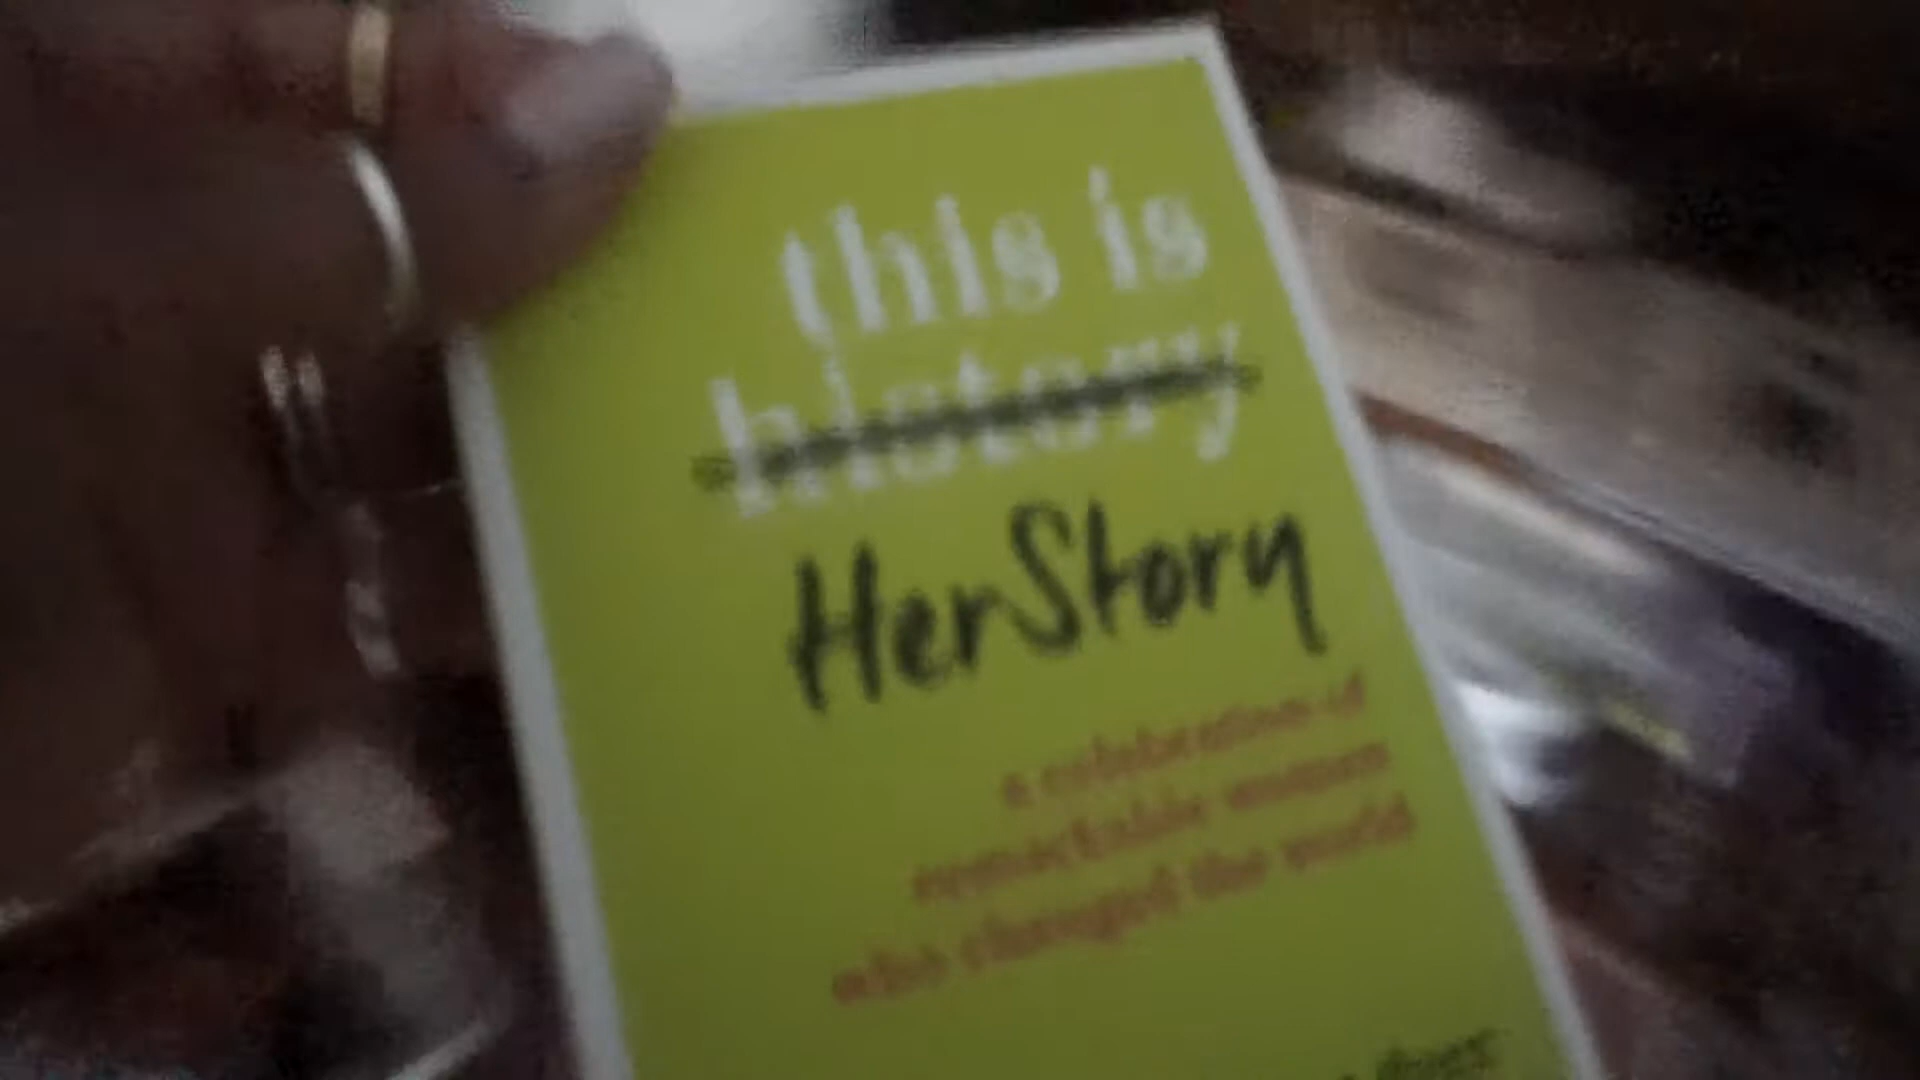 this is
history
HerStory
a celebration of
remarkable women
who changed the world